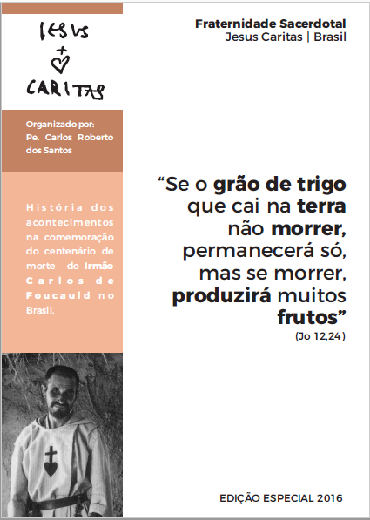 IESUS
+
CARITAS
Fraternidade Sacerdotal
Jesus Caritas | Brasil
Organizado por:
Pe. Carlos Roberto
dos Santos
História dos
acontecimentos
na comemoração
do centenário de
morte do Irmão
Carlos de
Foucauld no
Brasil.
“Se o grão de trigo
que cai na terra
não morrer,
permanecerá só,
mas se morrer,
produzirá muitos
frutos”
(Jo 12,24)
EDIÇÃO ESPECIAL 2016